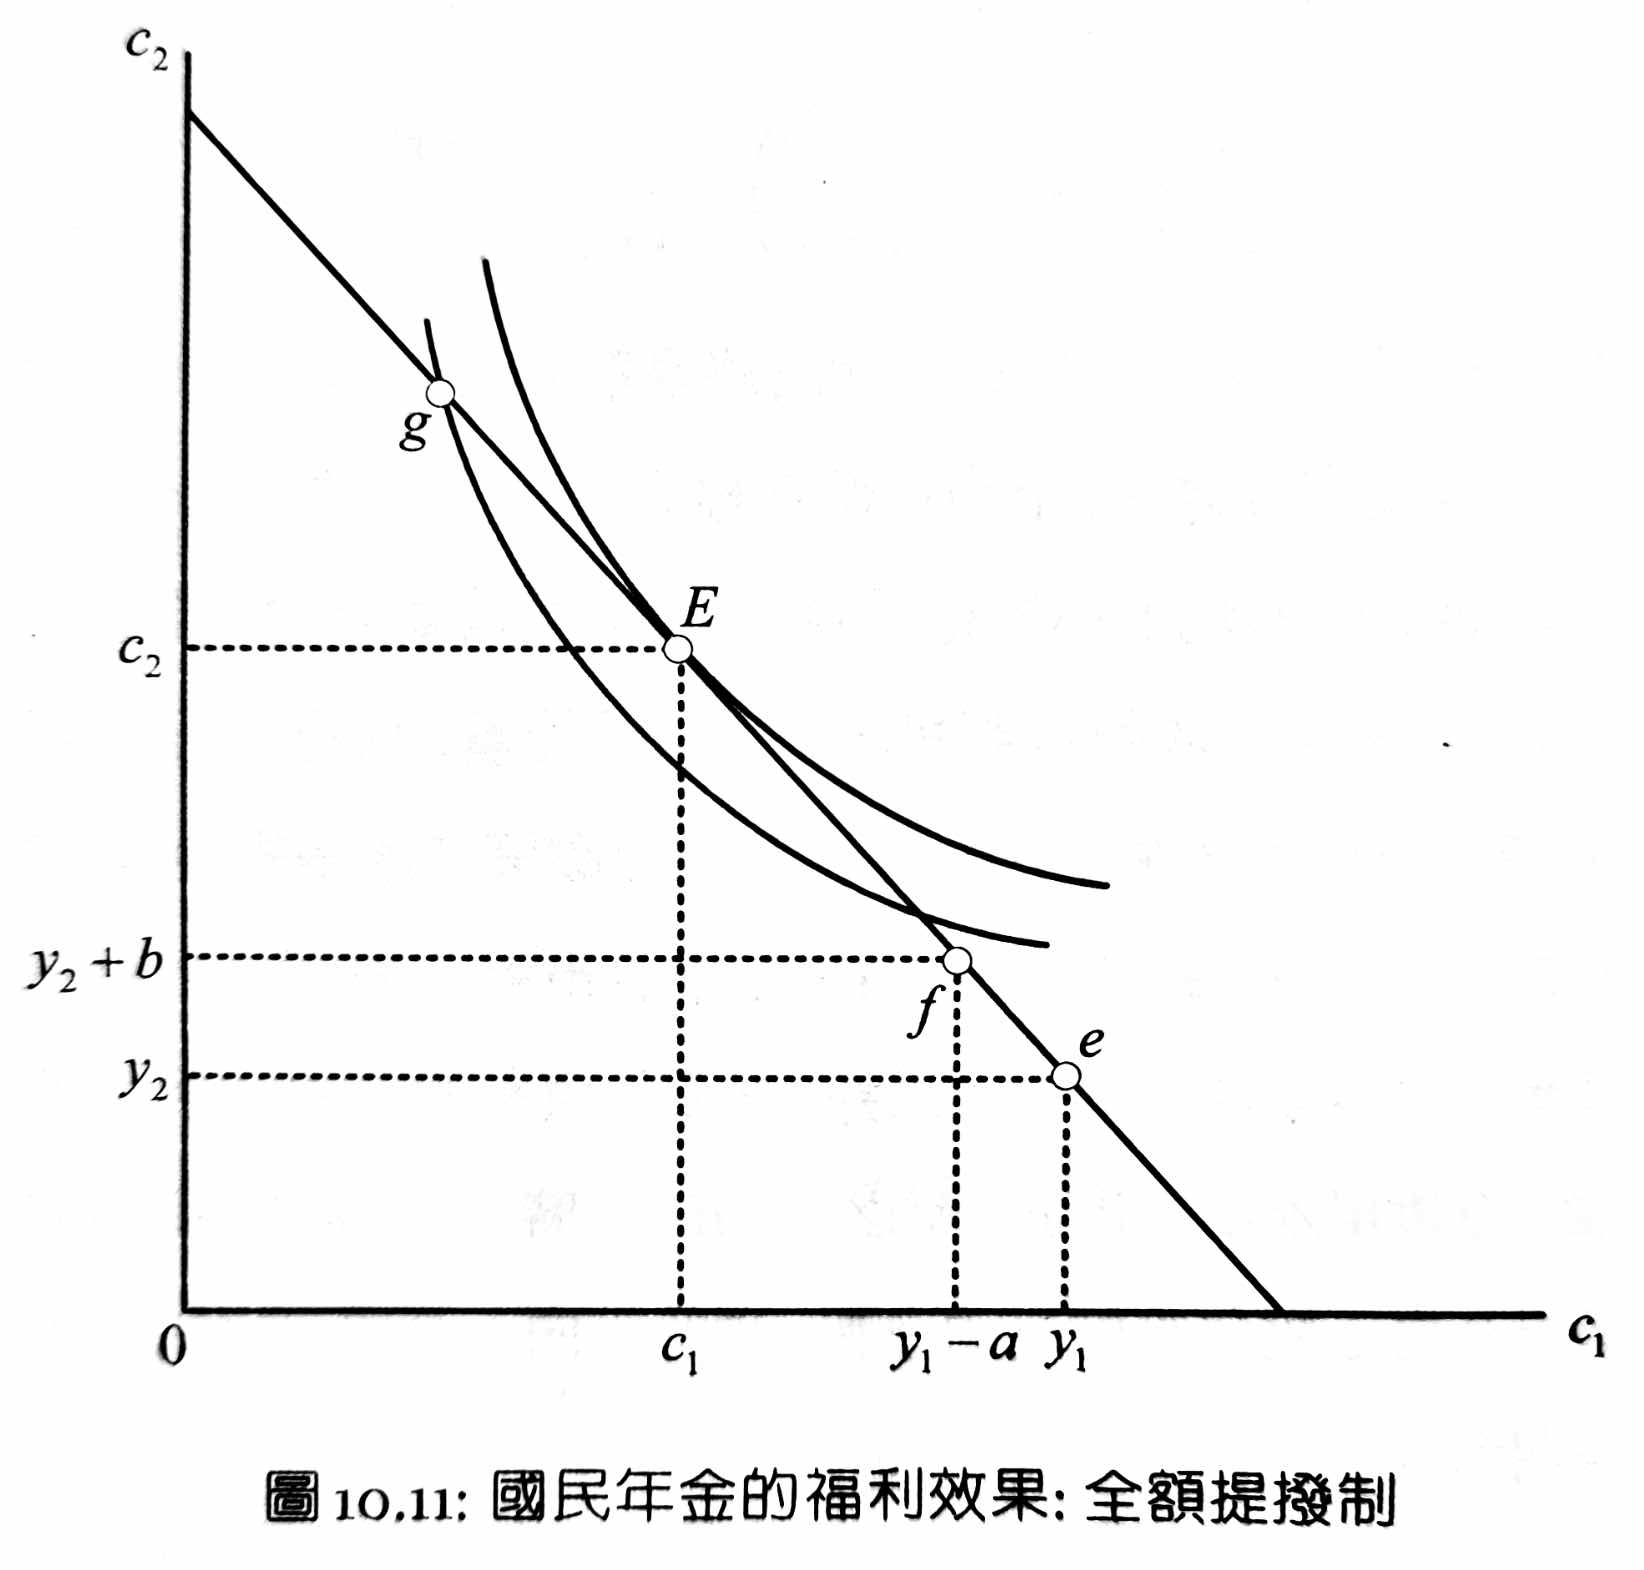 c₂
g
E
c₂
y₂ + b
f
e
y₂
0
c₁
y₁ − a
y₁
c₁
圖 10.11: 國民年金的福利效果: 全額提撥制